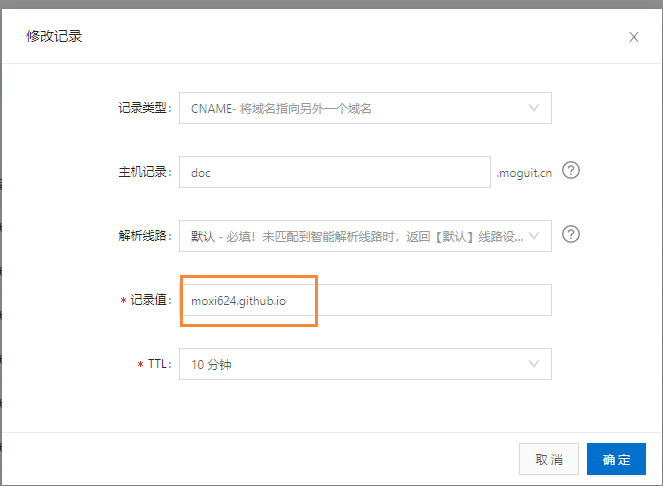 修改记录
记录类型: CNAME- 将域名指向另外一个域名
主机记录: doc .moguit.cn ?
解析线路: 默认 - 必填！未匹配到智能解析线路时，返回【默认】线路设... ?
* 记录值: moxi624.github.io
* TTL: 10 分钟
取消 确定